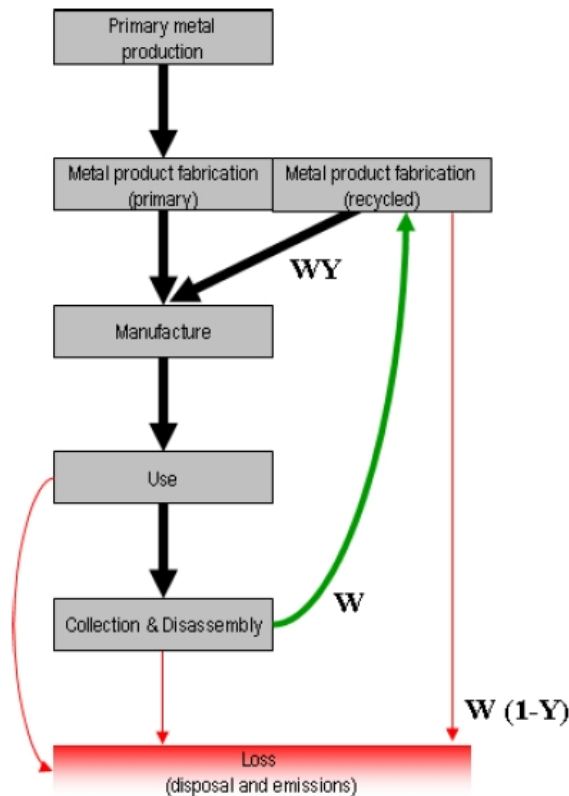 Primary metal
production
Metal product fabrication
(primary)
Metal product fabrication
(recycled)
WY
Manufacture
Use
Collection & Disassembly
W
W (1-Y)
Loss
(disposal and emissions)